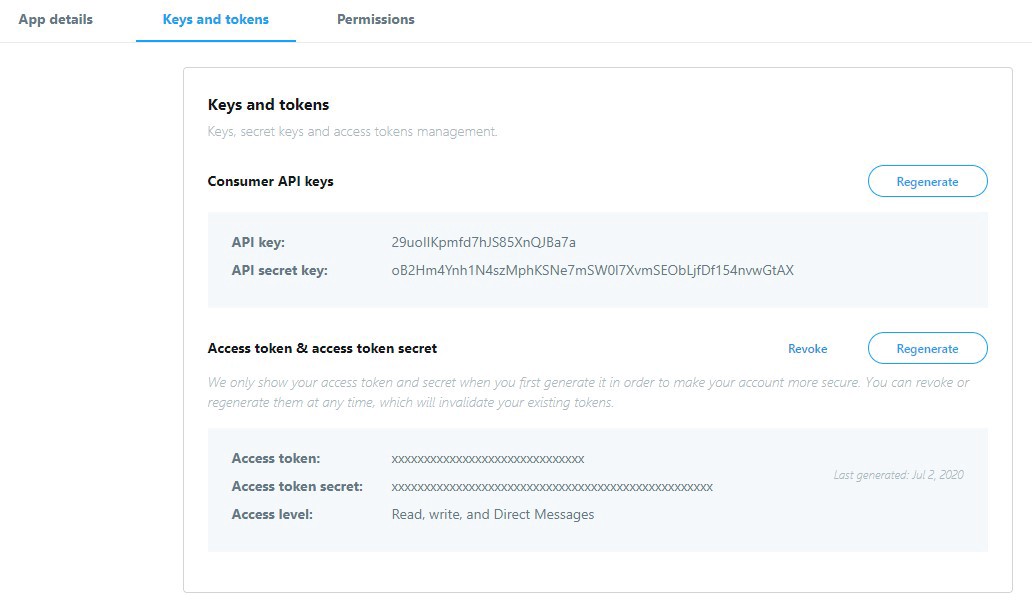 App details
Keys and tokens
Permissions
Keys and tokens
Keys, secret keys and access tokens management.
Consumer API keys
Regenerate
API key:
API secret key:
Access token & access token secret
Revoke
Regenerate
We only show your access token and secret when you first generate it in order to make your account more secure. You can revoke or
regenerate them at any time, which will invalidate your existing tokens.
Access token: xxxxxxxxxxxxxxxxxxxxxxxxxxxxxx
Last generated: Jul 2, 2020
Access token secret: xxxxxxxxxxxxxxxxxxxxxxxxxxxxxxxxxxxxxxxxxxxxxxxxxx
Access level: Read, write, and Direct Messages